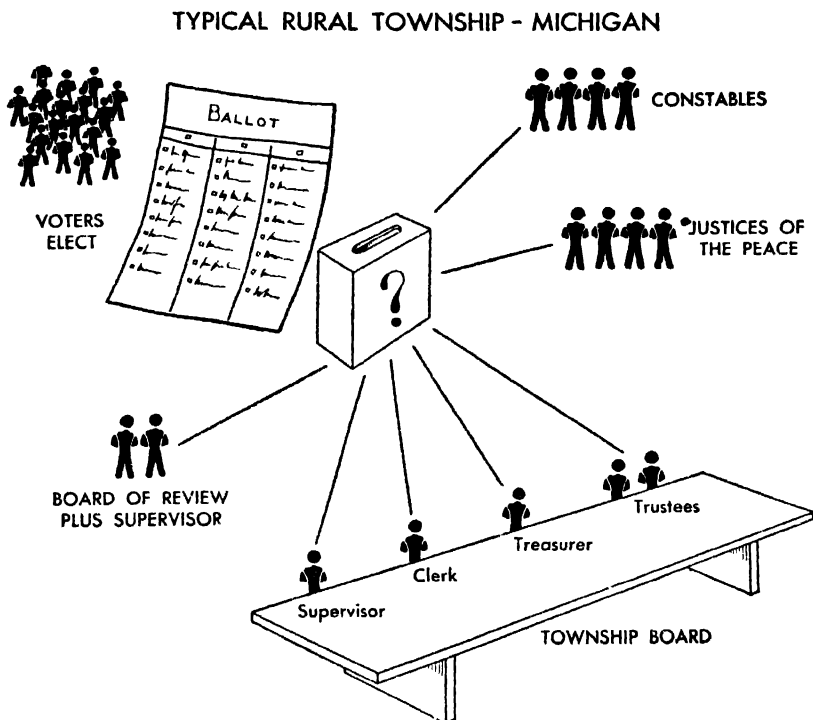 TYPICAL RURAL TOWNSHIP - MICHIGAN
BALLOT
VOTERS
ELECT
CONSTABLES
JUSTICES OF
THE PEACE
?
BOARD OF REVIEW
PLUS SUPERVISOR
Supervisor
Clerk
Treasurer
Trustees
TOWNSHIP BOARD